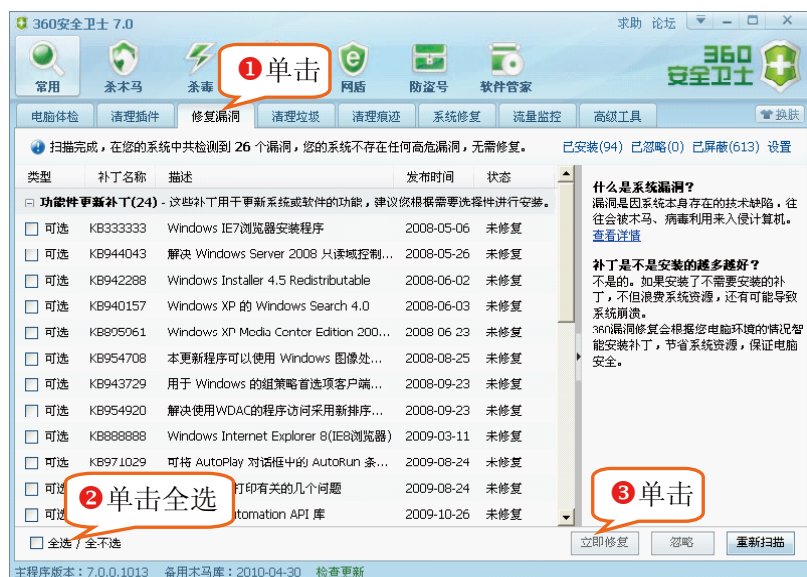 360安全卫士 7.0
求助 论坛
常用 杀木马 杀毒 网盾 防盗号 软件管家
360
安全卫士
❶单击
电脑体检 清理插件 修复漏洞 清理垃圾 清理痕迹 系统修复 流量监控 高级工具 换肤
扫描完成，在您的系统中共检测到 26 个漏洞，您的系统不存在任何高危漏洞，无需修复。 已安装(94) 已忽略(0) 已屏蔽(613) 设置
类型 补丁名称 描述 发布时间 状态
功能性更新补丁(24) - 这些补丁用于更新系统或软件的功能，建议您根据需要选择性进行安装。
可选 KB333333 Windows IE7浏览器安装程序 2008-05-06 未修复
可选 KB944043 解决 Windows Server 2008 只读域控制... 2008-05-26 未修复
可选 KB942288 Windows Installer 4.5 Redistributable 2008-06-02 未修复
可选 KB940157 Windows XP 的 Windows Search 4.0 2008-06-03 未修复
可选 KB895961 Windows XP Media Center Edition 200... 2008-06-23 未修复
可选 KB954708 本更新程序可以使用 Windows 图像处... 2008-08-25 未修复
可选 KB943729 用于 Windows 的组策略首选项客户端... 2008-09-23 未修复
可选 KB954920 解决使用WDAC的程序访问采用新排序... 2008-09-23 未修复
可选 KB888888 Windows Internet Explorer 8(IE8浏览器) 2009-03-11 未修复
可选 KB971029 可将 AutoPlay 对话框中的 AutoRun 条... 2009-08-24 未修复
可选 打印有关的几个问题 2009-08-24 未修复
可选 utomation API 库 2009-10-26 未修复
什么是系统漏洞?
漏洞是因系统本身存在的技术缺陷，往
往会被木马、病毒利用来入侵计算机。
查看详情
补丁是不是安装的越多越好?
不是的。如果安装了不需要安装的补
丁，不但浪费系统资源，还有可能导致
系统崩溃。
360漏洞修复会根据您电脑环境的情况智
能安装补丁，节省系统资源，保证电脑
安全。
❷单击全选
❸单击
全选 / 全不选 立即修复 忽略 重新扫描
主程序版本：7.0.0.1013 备用木马库：2010-04-30 检查更新